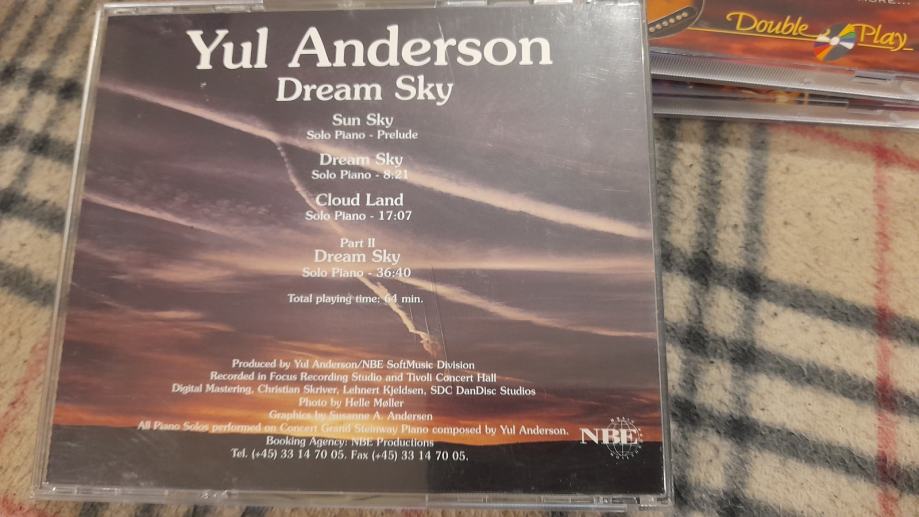 Yul Anderson
Dream Sky
Sun Sky
Solo Piano - Prelude
Dream Sky
Solo Piano - 8:21
Cloud Land
Solo Piano - 17:07
Part II
Dream Sky
Solo Piano - 36:40
Total playing time: 64 min.
Produced by Yul Anderson/NBE SoftMusic Division
Recorded in Focus Recording Studio and Tivoli Concert Hall
Digital Mastering, Christian Skriver, Lehnert Kjeldsen, SDC DanDisc Studios
Photo by Helle Møller
Graphics by Susanne A. Andersen
All Piano Solos performed on Concert Grand Steinway Piano composed by Yul Anderson.
Booking Agency: NBE Productions
Tel. (+45) 33 14 70 05. Fax (+45) 33 14 70 05.
NBE
Double Play